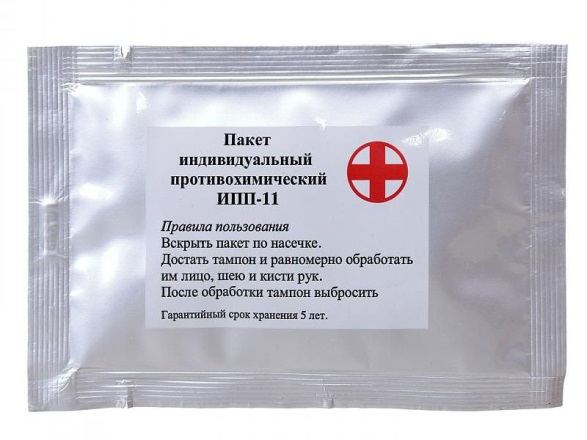 Пакет
индивидуальный
противохимический
ИПП-11
Правила пользования
Вскрыть пакет по насечке.
Достать тампон и равномерно обработать
им лицо, шею и кисти рук.
После обработки тампон выбросить
Гарантийный срок хранения 5 лет.